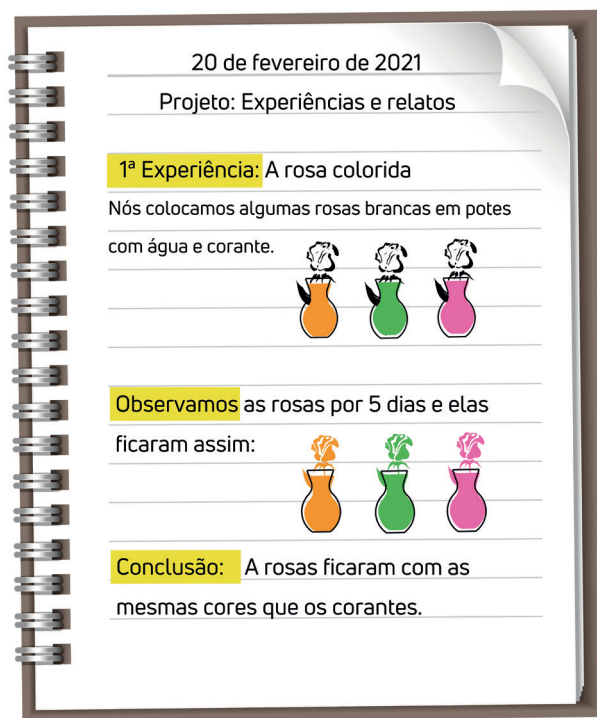 20 de fevereiro de 2021
Projeto: Experiências e relatos
1ª Experiência: A rosa colorida
Nós colocamos algumas rosas brancas em potes
com água e corante.
Observamos as rosas por 5 dias e elas
ficaram assim:
Conclusão: A rosas ficaram com as
mesmas cores que os corantes.